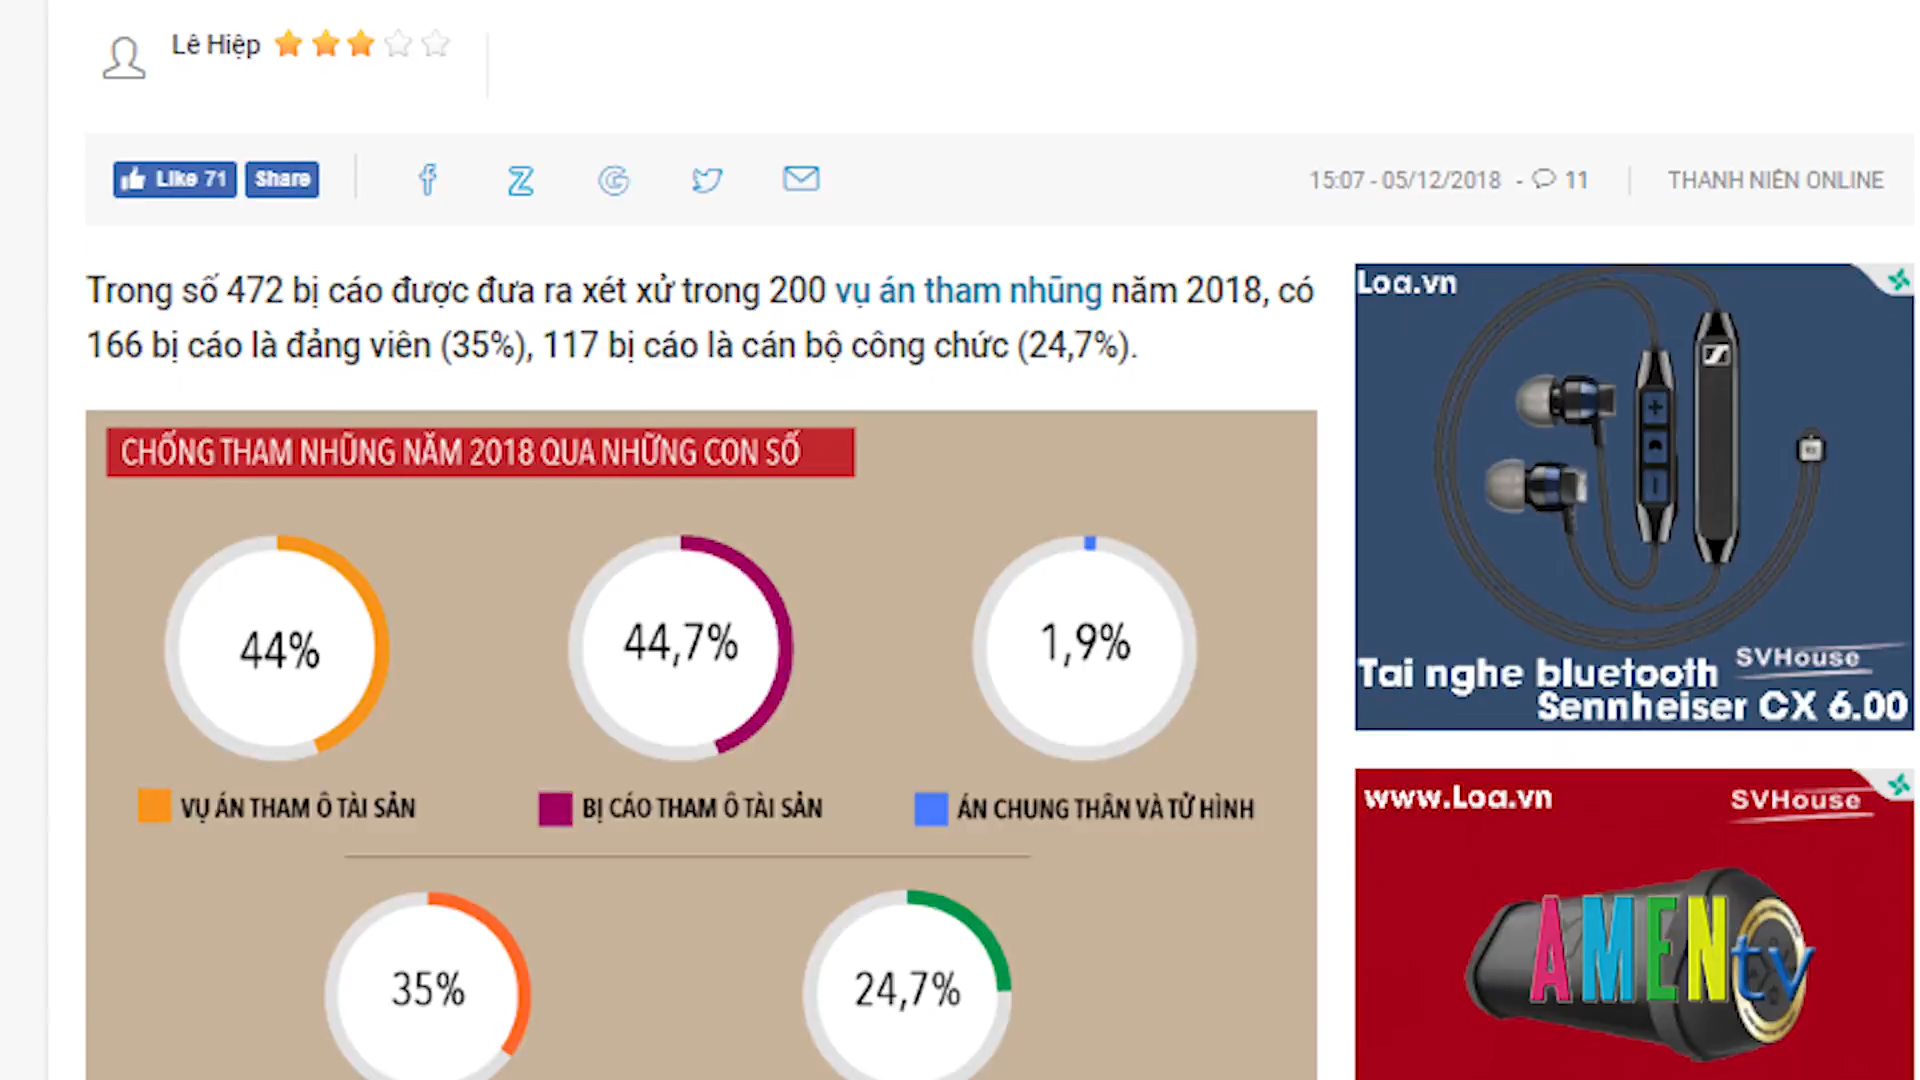 Lê Hiệp
Like 71 Share
15:07 - 05/12/2018 - 11 THANH NIÊN ONLINE
Trong số 472 bị cáo được đưa ra xét xử trong 200 vụ án tham nhũng năm 2018, có
166 bị cáo là đảng viên (35%), 117 bị cáo là cán bộ công chức (24,7%).
CHỐNG THAM NHŨNG NĂM 2018 QUA NHỮNG CON SỐ
44% 44,7% 1,9%
VỤ ÁN THAM Ô TÀI SẢN BỊ CÁO THAM Ô TÀI SẢN ÁN CHUNG THÂN VÀ TỬ HÌNH
35% 24,7%
Loa.vn
SVHouse
Tai nghe bluetooth
Sennheiser CX 6.00
www.Loa.vn SVHouse
AMENtv